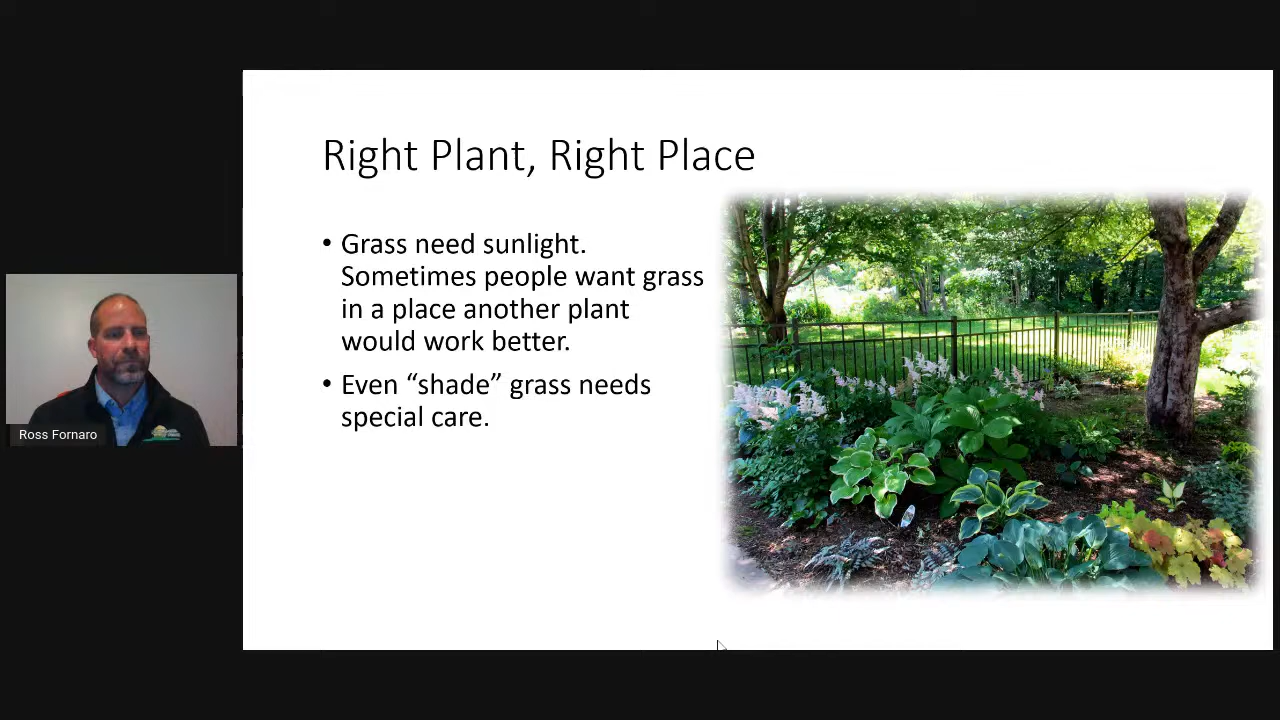 Right Plant, Right Place
• Grass need sunlight.
Sometimes people want grass
in a place another plant
would work better.
• Even “shade” grass needs
special care.
Ross Fornaro